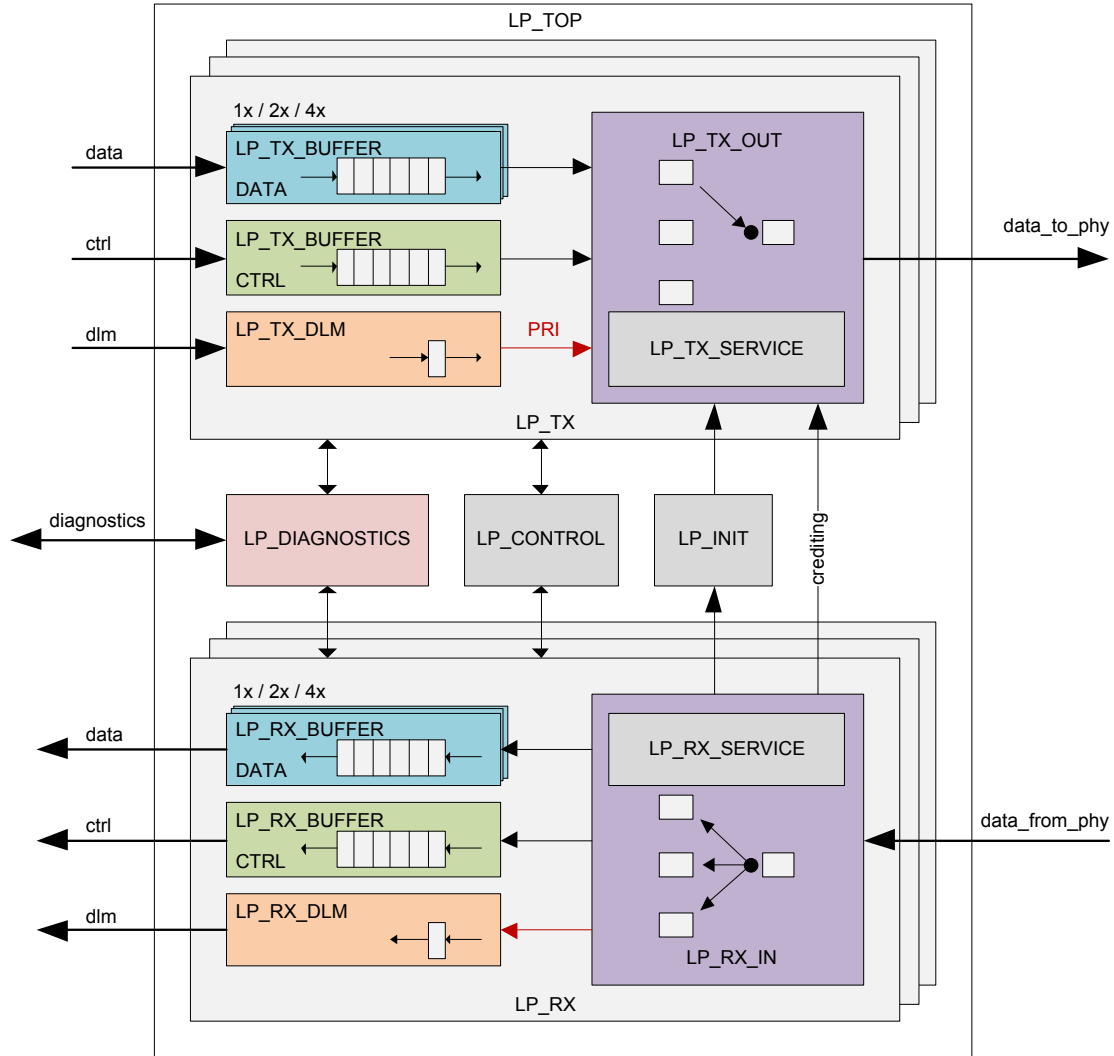 LP_TOP
1x / 2x / 4x
LP_TX_BUFFER
DATA
LP_TX_BUFFER
CTRL
LP_TX_DLM
PRI
LP_TX_OUT
LP_TX_SERVICE
LP_TX
data
ctrl
dlm
data_to_phy
diagnostics
LP_DIAGNOSTICS
LP_CONTROL
LP_INIT
crediting
1x / 2x / 4x
LP_RX_BUFFER
DATA
LP_RX_BUFFER
CTRL
LP_RX_DLM
LP_RX_SERVICE
LP_RX_IN
LP_RX
data
ctrl
dlm
data_from_phy